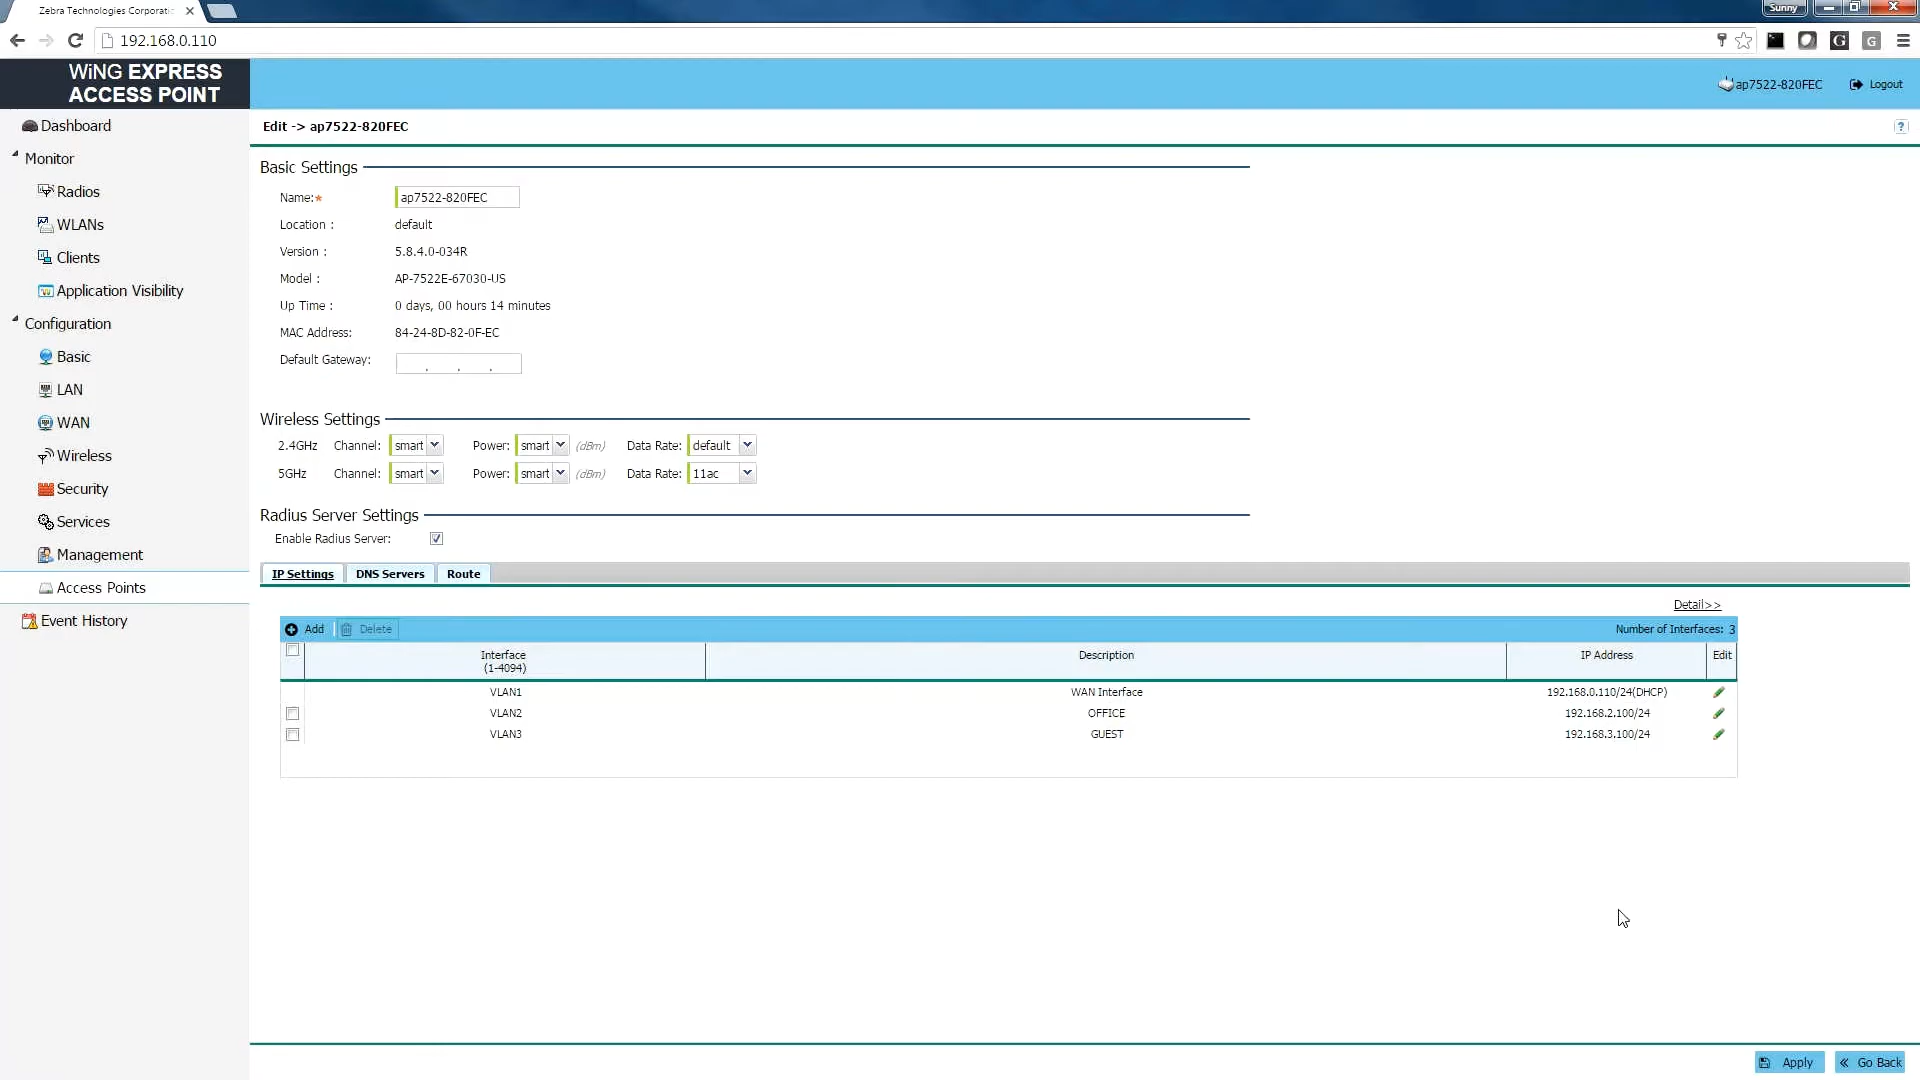 Zebra Technologies Corporati
Sunny
192.168.0.110
WiNG EXPRESS
ACCESS POINT
ap7522-820FEC
Logout
Dashboard
Monitor
Radios
WLANs
Clients
Application Visibility
Configuration
Basic
LAN
WAN
Wireless
Security
Services
Management
Access Points
Event History
Edit -> ap7522-820FEC
?
Basic Settings
Name:* ap7522-820FEC
Location : default
Version : 5.8.4.0-034R
Model : AP-7522E-67030-US
Up Time : 0 days, 00 hours 14 minutes
MAC Address: 84-24-8D-82-0F-EC
Default Gateway: . . .
Wireless Settings
2.4GHz Channel: smart Power: smart (dBm) Data Rate: default
5GHz Channel: smart Power: smart (dBm) Data Rate: 11ac
Radius Server Settings
Enable Radius Server:
IP Settings DNS Servers Route
Detail>>
Add Delete Number of Interfaces: 3
Interface Description IP Address Edit
(1-4094)
VLAN1 WAN Interface 192.168.0.110/24(DHCP)
VLAN2 OFFICE 192.168.2.100/24
VLAN3 GUEST 192.168.3.100/24
Apply Go Back